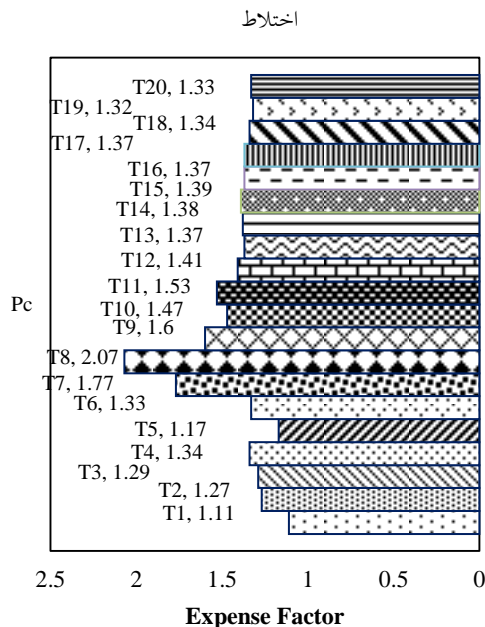 اختلاط
T20, 1.33
T19, 1.32
T18, 1.34
T17, 1.37
T16, 1.37
T15, 1.39
T14, 1.38
T13, 1.37
T12, 1.41
T11, 1.53
T10, 1.47
T9, 1.6
T8, 2.07
T7, 1.77
T6, 1.33
T5, 1.17
T4, 1.34
T3, 1.29
T2, 1.27
T1, 1.11
Pc
2.5 2 1.5 1 0.5 0
Expense Factor